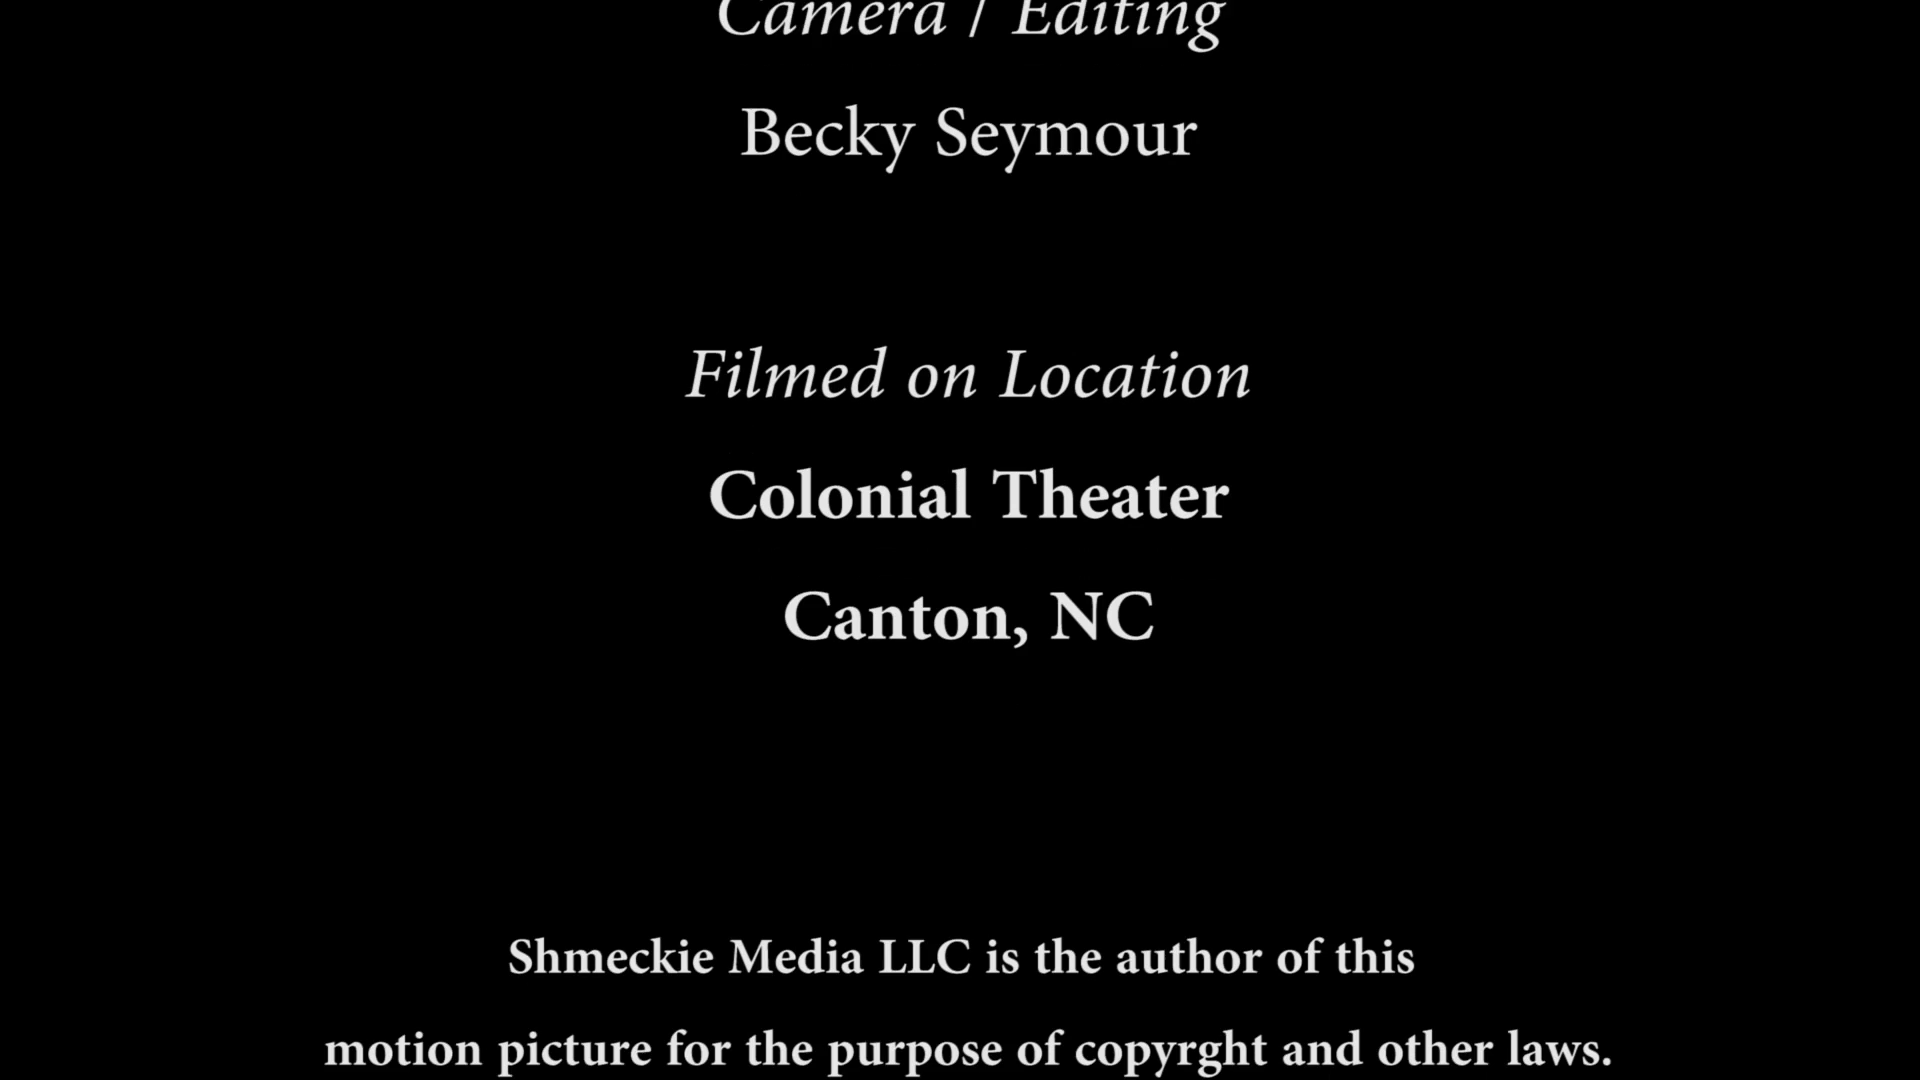 Camera / Editing
Becky Seymour
Filmed on Location
Colonial Theater
Canton, NC
Shmeckie Media LLC is the author of this
motion picture for the purpose of copyrght and other laws.